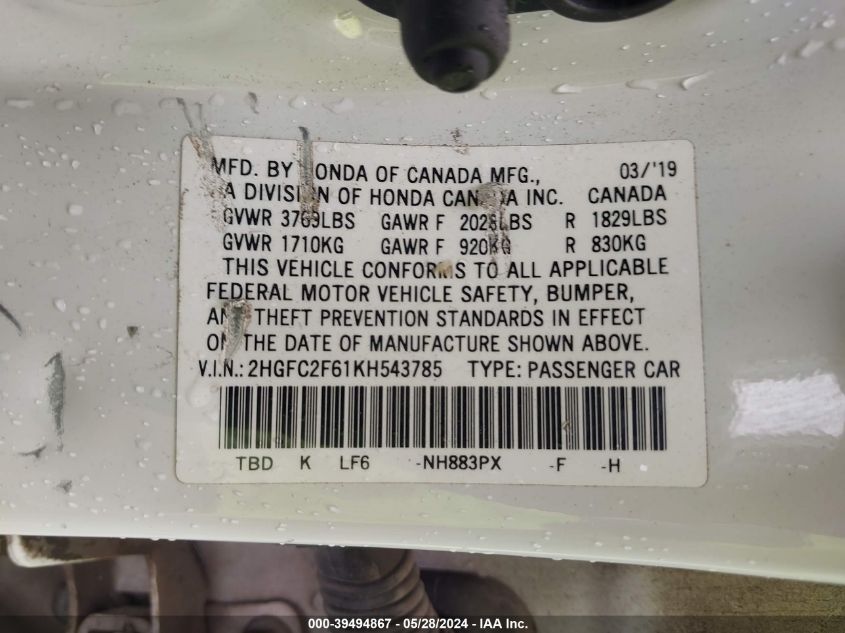 MFD. BY HONDA OF CANADA MFG., 03/'19
A DIVISION OF HONDA CANADA INC. CANADA
GVWR 3769LBS GAWR F 2028LBS R 1829LBS
GVWR 1710KG GAWR F 920KG R 830KG
THIS VEHICLE CONFORMS TO ALL APPLICABLE
FEDERAL MOTOR VEHICLE SAFETY, BUMPER,
AND THEFT PREVENTION STANDARDS IN EFFECT
ON THE DATE OF MANUFACTURE SHOWN ABOVE.
V.I.N.: 2HGFC2F61KH543785 TYPE: PASSENGER CAR
TBD K LF6 -NH883PX -F -H
000-39494867 - 05/28/2024 - IAA Inc.